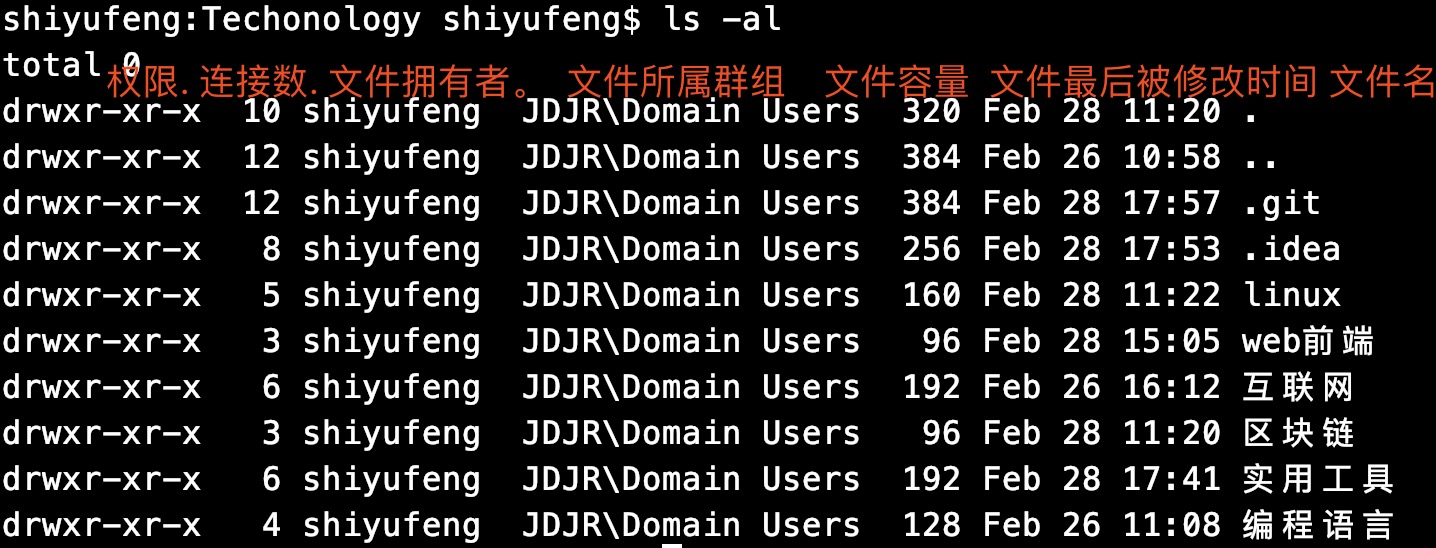 shiyufeng:Techonology shiyufeng$ ls -al
total 0
权限. 连接数. 文件拥有者。 文件所属群组 文件容量 文件最后被修改时间 文件名
drwxr-xr-x 10 shiyufeng JDJR\Domain Users 320 Feb 28 11:20 .
drwxr-xr-x 12 shiyufeng JDJR\Domain Users 384 Feb 26 10:58 ..
drwxr-xr-x 12 shiyufeng JDJR\Domain Users 384 Feb 28 17:57 .git
drwxr-xr-x 8 shiyufeng JDJR\Domain Users 256 Feb 28 17:53 .idea
drwxr-xr-x 5 shiyufeng JDJR\Domain Users 160 Feb 28 11:22 linux
drwxr-xr-x 3 shiyufeng JDJR\Domain Users 96 Feb 28 15:05 web前端
drwxr-xr-x 6 shiyufeng JDJR\Domain Users 192 Feb 26 16:12 互联网
drwxr-xr-x 3 shiyufeng JDJR\Domain Users 96 Feb 28 11:20 区块链
drwxr-xr-x 6 shiyufeng JDJR\Domain Users 192 Feb 28 17:41 实用工具
drwxr-xr-x 4 shiyufeng JDJR\Domain Users 128 Feb 26 11:08 编程语言